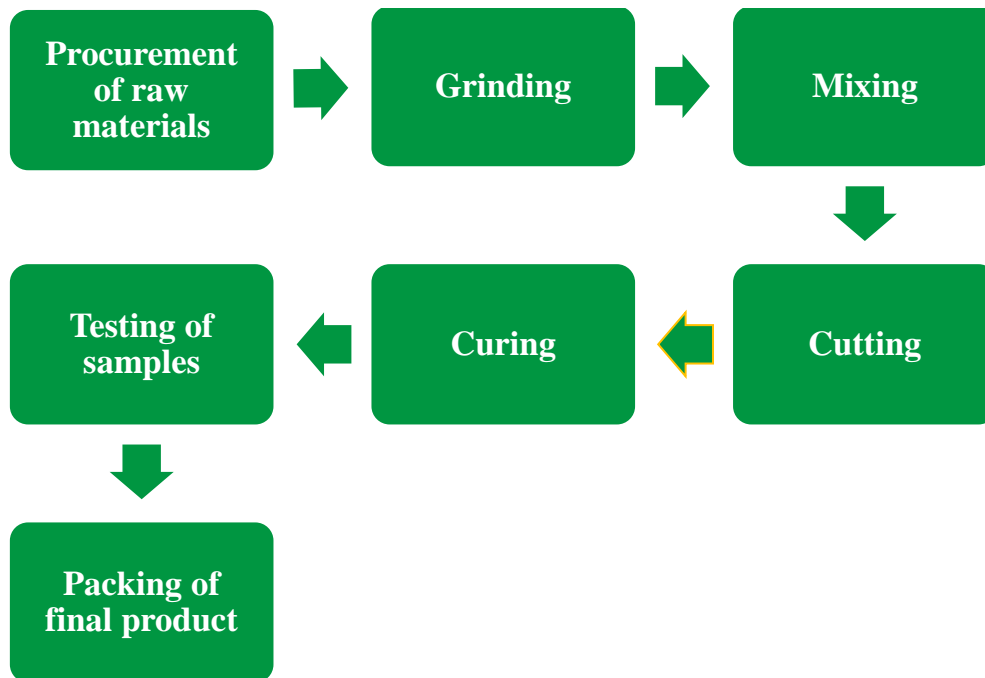 Procurement
of raw
materials
Grinding
Mixing
Cutting
Curing
Testing of
samples
Packing of
final product